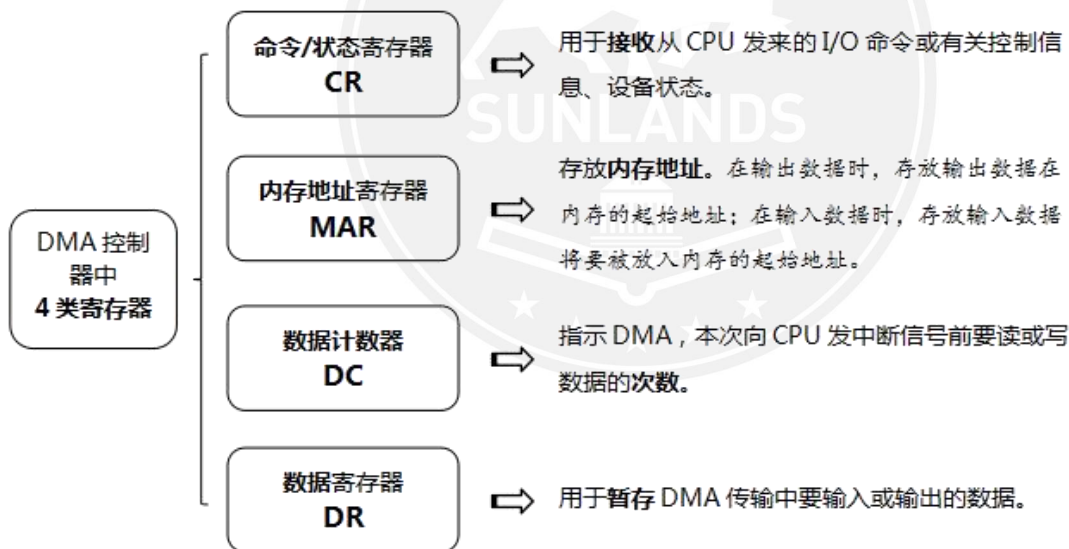 命令/状态寄存器
CR
用于接收从 CPU 发来的 I/O 命令或有关控制信
息、设备状态。
SUNLANDS
内存地址寄存器
MAR
存放内存地址。在输出数据时，存放输出数据在
内存的起始地址；在输入数据时，存放输入数据
将要被放入内存的起始地址。
DMA 控制
器中
4 类寄存器
数据计数器
DC
指示 DMA，本次向 CPU 发中断信号前要读或写
数据的次数。
数据寄存器
DR
用于暂存 DMA 传输中要输入或输出的数据。